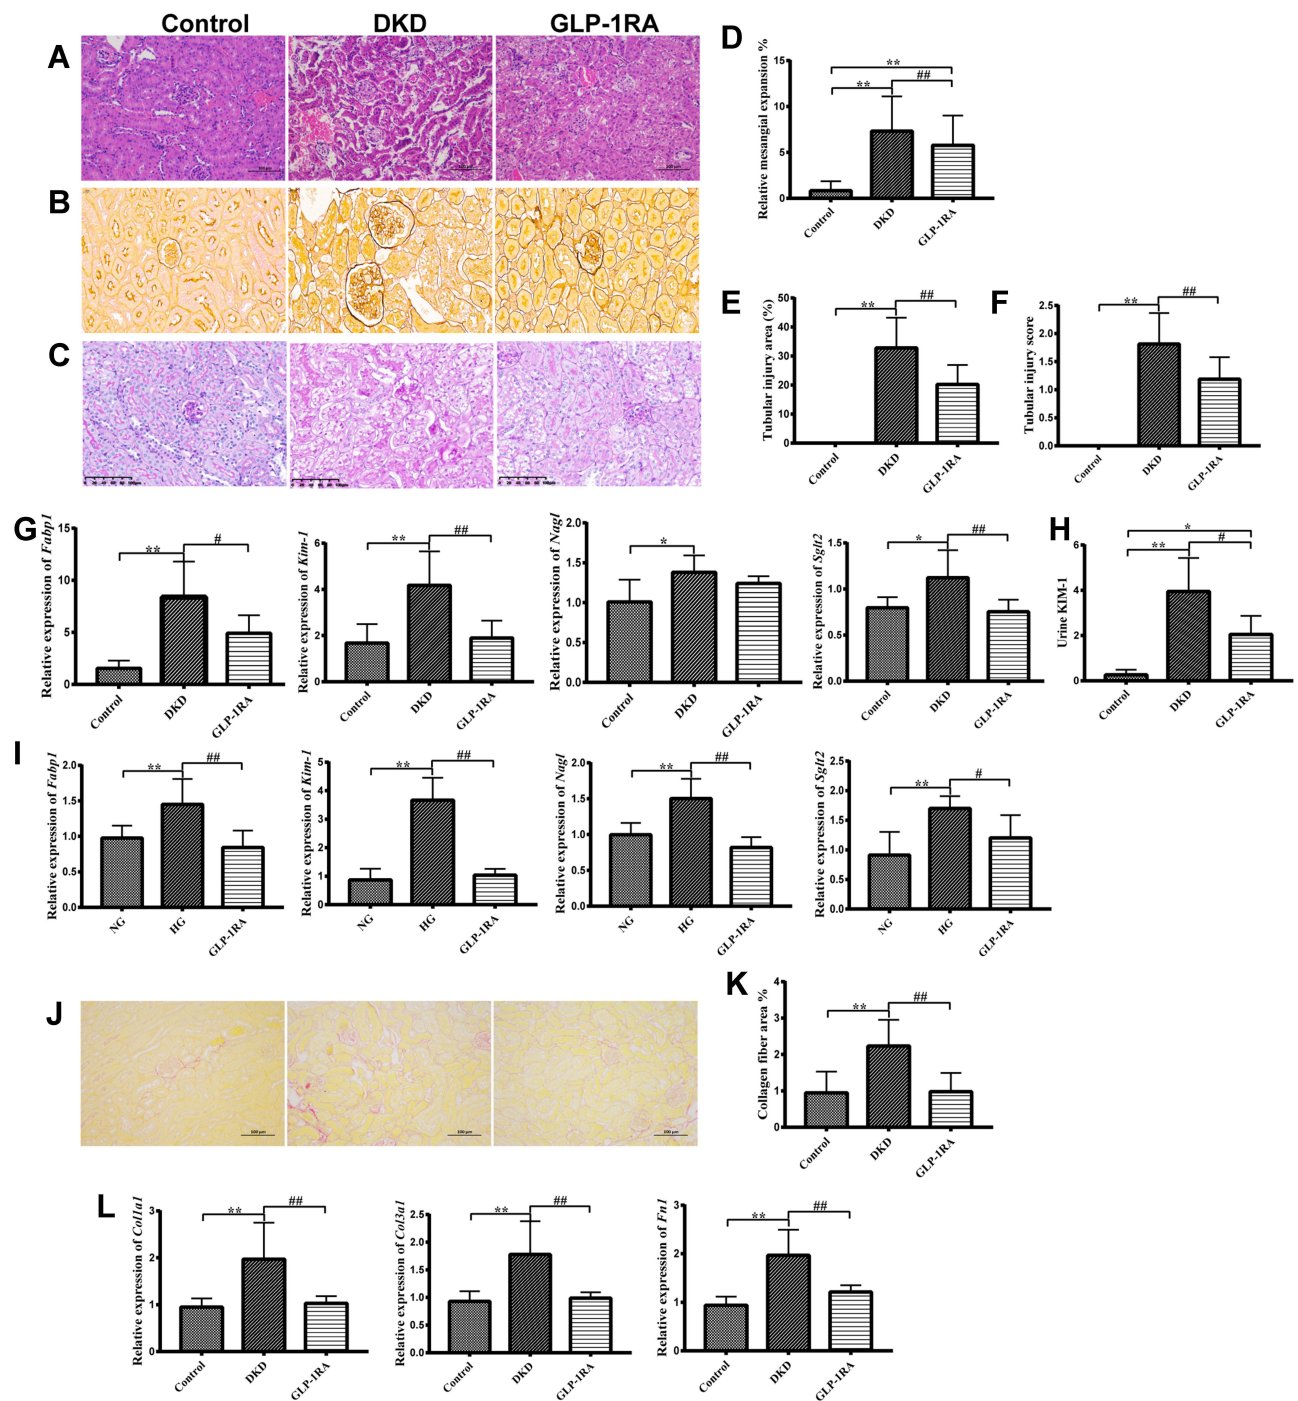 Control DKD GLP-1RA
A
B
C
100 μm
D
Relative mesangial expansion %
15
10
5
0
** ** ##
Control DKD GLP-1RA
E
Tubular injury area (%)
50
40
30
20
10
0
** ##
Control DKD GLP-1RA
F
Tubular injury score
2.5
2.0
1.5
1.0
0.5
0.0
** ##
Control DKD GLP-1RA
G
Relative expression of Fabp1
15
10
5
0
** #
Control DKD GLP-1RA
Relative expression of Kim-1
6
4
2
0
** ##
Control DKD GLP-1RA
Relative expression of Nagl
2.0
1.5
1.0
0.5
0.0
*
Control DKD GLP-1RA
Relative expression of Sglt2
1.5
1.0
0.5
0.0
* ##
Control DKD GLP-1RA
H
Urine KIM-1
6
4
2
0
* ** #
Control DKD GLP-1RA
I
Relative expression of Fabp1
2.0
1.5
1.0
0.5
0.0
** ##
NG HG GLP-1RA
Relative expression of Kim-1
5
4
3
2
1
0
** ##
NG HG GLP-1RA
Relative expression of Nagl
2.0
1.5
1.0
0.5
0.0
** ##
NG HG GLP-1RA
Relative expression of Sglt2
2.5
2.0
1.5
1.0
0.5
0.0
** #
NG HG GLP-1RA
J
100 μm
100 μm
100 μm
K
Collagen fiber area %
4
3
2
1
0
** ##
Control DKD GLP-1RA
L
Relative expression of Col1a1
3
2
1
0
** ##
Control DKD GLP-1RA
Relative expression of Col3a1
2.5
2.0
1.5
1.0
0.5
0.0
** ##
Control DKD GLP-1RA
Relative expression of Fn1
3
2
1
0
** ##
Control DKD GLP-1RA